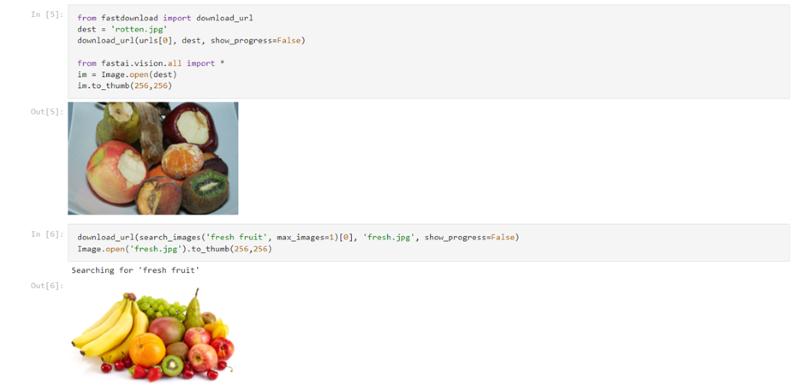 In [5]:
from fastdownload import download_url
dest = 'rotten.jpg'
download_url(urls[0], dest, show_progress=False)
from fastai.vision.all import *
im = Image.open(dest)
im.to_thumb(256,256)
Out[5]:
In [6]:
download_url(search_images('fresh fruit', max_images=1)[0], 'fresh.jpg', show_progress=False)
Image.open('fresh.jpg').to_thumb(256,256)
Searching for 'fresh fruit'
Out[6]: